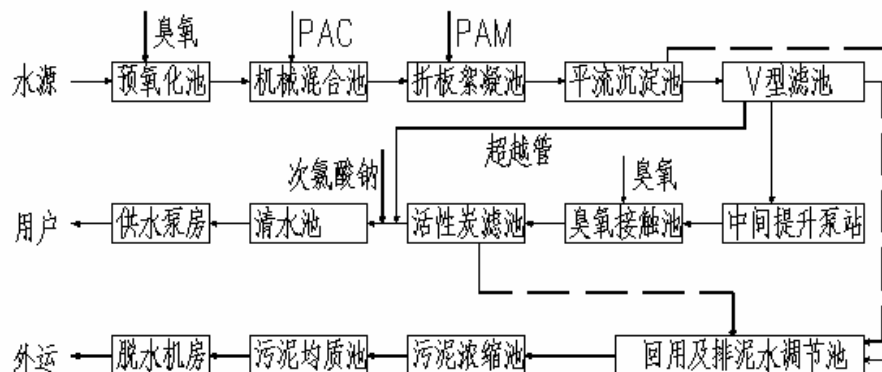 臭氧 PAC PAM
水源 预氧化池 机械混合池 折板絮凝池 平流沉淀池 V型滤池
超越管
次氯酸钠 臭氧
用户 供水泵房 清水池 活性炭滤池 臭氧接触池 中间提升泵站
外运 脱水机房 污泥均质池 污泥浓缩池 回用及排泥水调节池